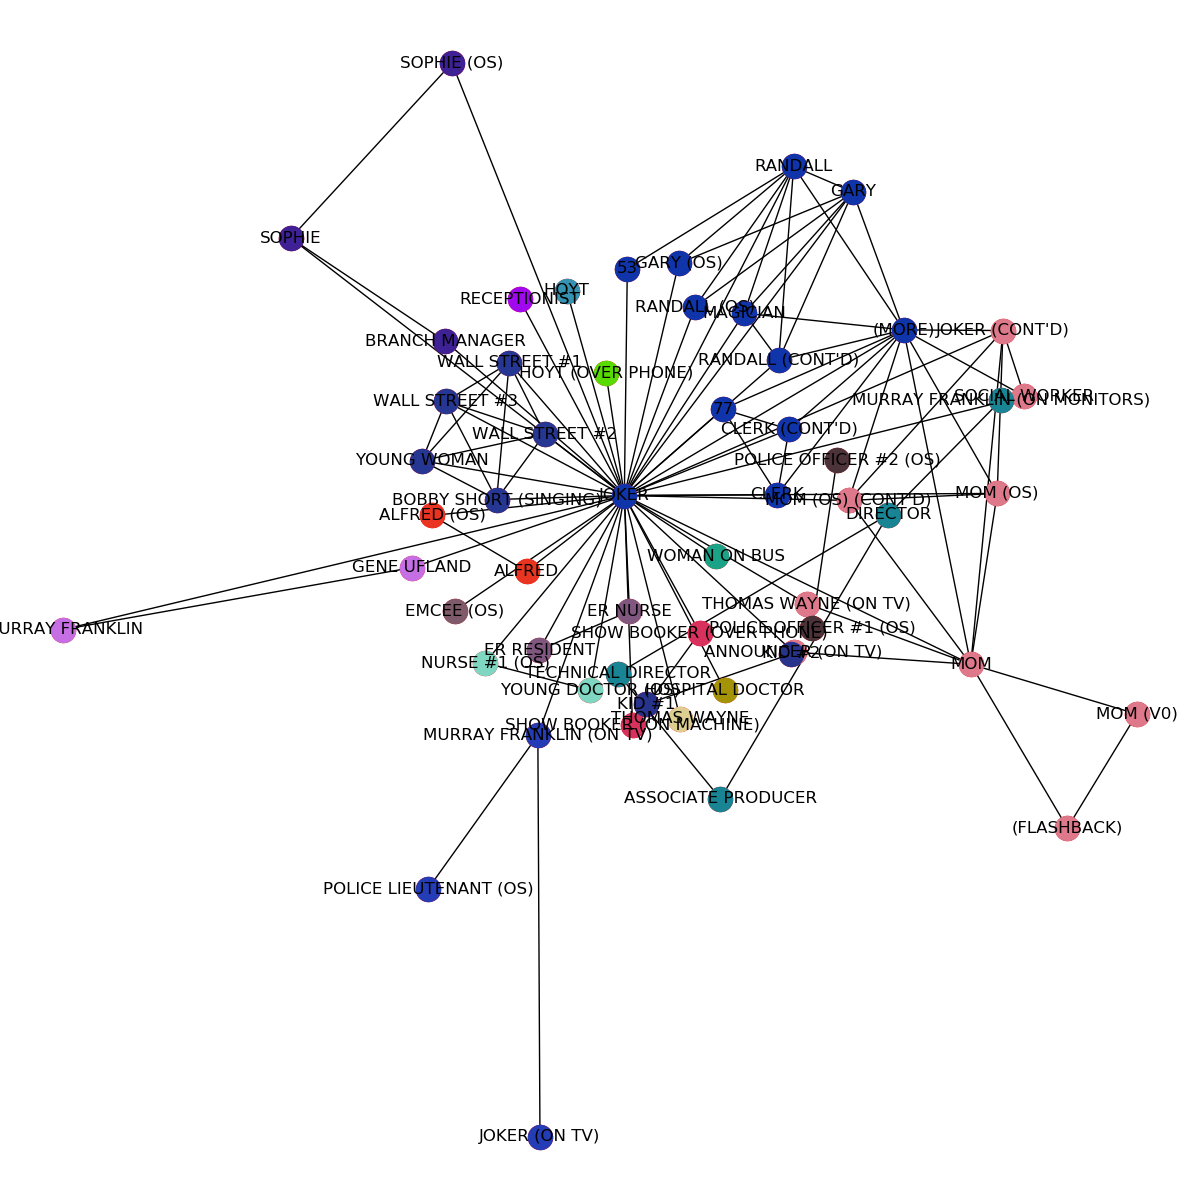 SOPHIE (OS)
RANDALL
GARY
SOPHIE
GARY (OS)
53
HOYT
RECEPTIONIST
RANDALL (OS)
MAGICIAN
(MORE)
JOKER (CONT'D)
BRANCH MANAGER
WALL STREET #1
RANDALL (CONT'D)
HOYT (OVER PHONE)
SOCIAL WORKER
MURRAY FRANKLIN (ON MONITORS)
WALL STREET #3
77
CLERK (CONT'D)
WALL STREET #2
YOUNG WOMAN
POLICE OFFICER #2 (OS)
MOM (OS)
CLERK
JOKER
BOBBY SHORT (SINGING)
MOM (OS) (CONT'D)
ALFRED (OS)
DIRECTOR
WOMAN ON BUS
GENE UFLAND
ALFRED
THOMAS WAYNE (ON TV)
EMCEE (OS)
ER NURSE
URRAY FRANKLIN
POLICE OFFICER #1 (OS)
SHOW BOOKER (OVER PHONE)
ER RESIDENT
ANNOUNCER (ON TV)
KID #2
NURSE #1 (OS)
MOM
TECHNICAL DIRECTOR
YOUNG DOCTOR (OS)
HOSPITAL DOCTOR
KID #1
MOM (V0)
THOMAS WAYNE
SHOW BOOKER (ON MACHINE)
MURRAY FRANKLIN (ON TV)
ASSOCIATE PRODUCER
(FLASHBACK)
POLICE LIEUTENANT (OS)
JOKER (ON TV)